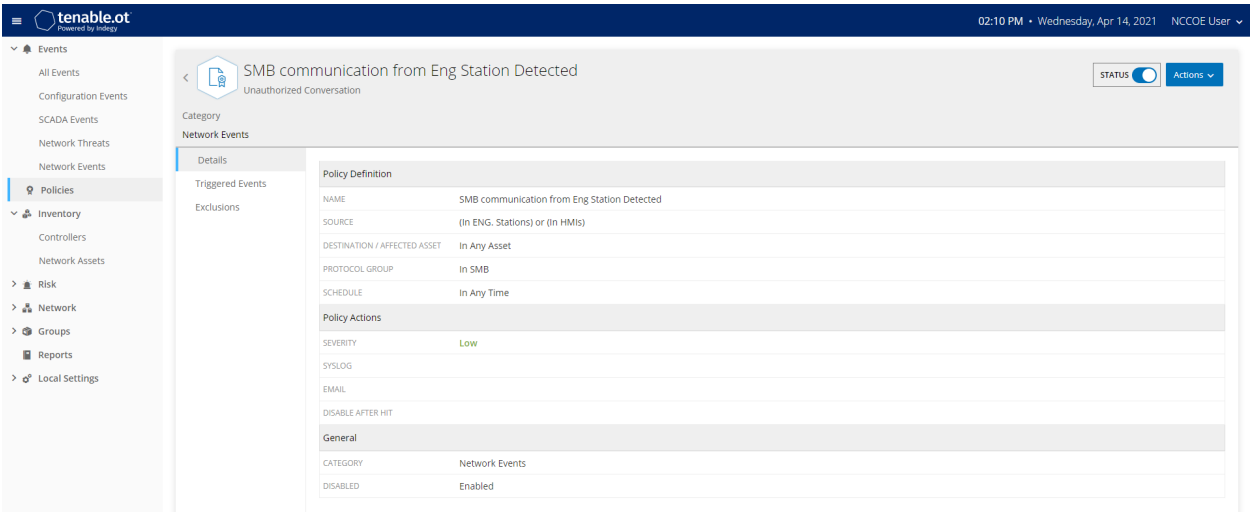 tenable.ot
Powered by Indegy
02:10 PM • Wednesday, Apr 14, 2021 NCCOE User
Events
All Events
Configuration Events
SCADA Events
Network Threats
Network Events
Policies
Inventory
Controllers
Network Assets
Risk
Network
Groups
Reports
Local Settings
SMB communication from Eng Station Detected
Unauthorized Conversation
STATUS
Actions
Category
Network Events
Details
Triggered Events
Exclusions
Policy Definition
NAME SMB communication from Eng Station Detected
SOURCE (In ENG. Stations) or (In HMIs)
DESTINATION / AFFECTED ASSET In Any Asset
PROTOCOL GROUP In SMB
SCHEDULE In Any Time
Policy Actions
SEVERITY Low
SYSLOG
EMAIL
DISABLE AFTER HIT
General
CATEGORY Network Events
DISABLED Enabled